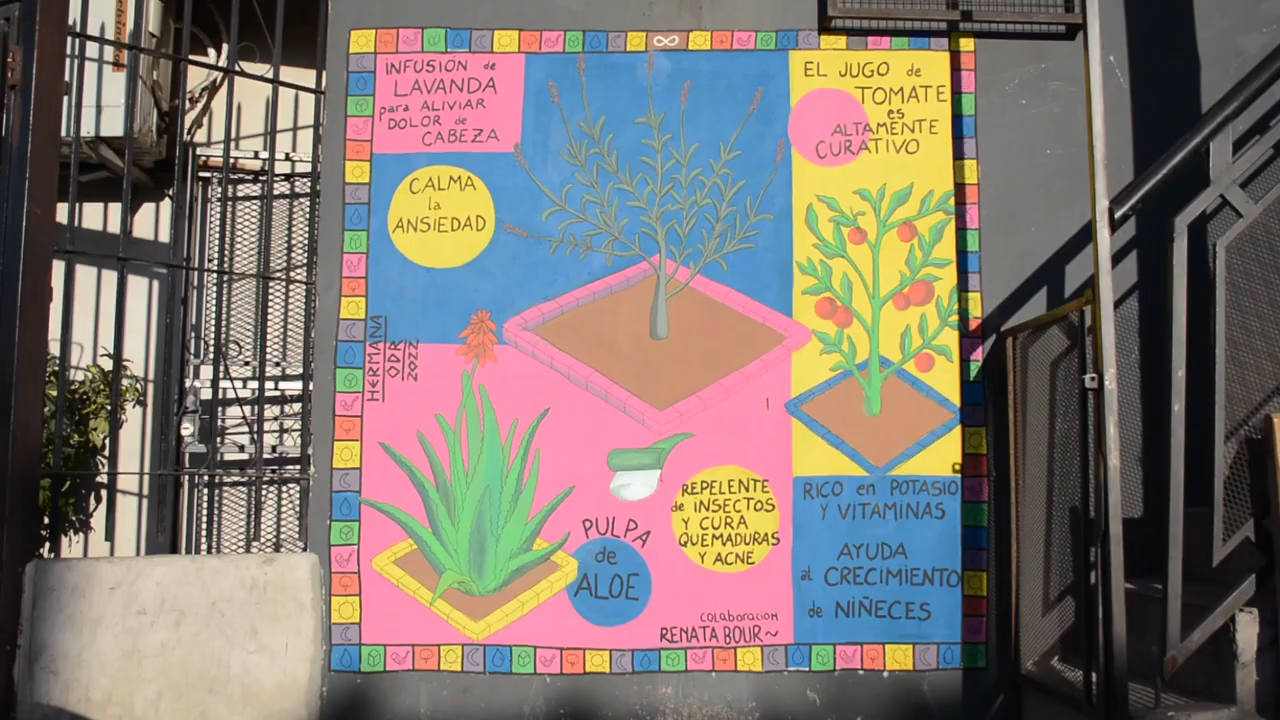 INFUSIÓN de
LAVANDA
para ALIVIAR
DOLOR de
CABEZA
CALMA
la
ANSIEDAD
EL JUGO de
TOMATE
es
ALTAMENTE
CURATIVO
HERMANA
ODR
2022
PULPA
de
ALOE
REPELENTE
de INSECTOS
Y CURA
QUEMADURAS
Y ACNÉ
RICO en POTASIO
Y VITAMINAS
AYUDA
al CRECIMIENTO
de NIÑECES
COLABORACION
RENATA BOUR~